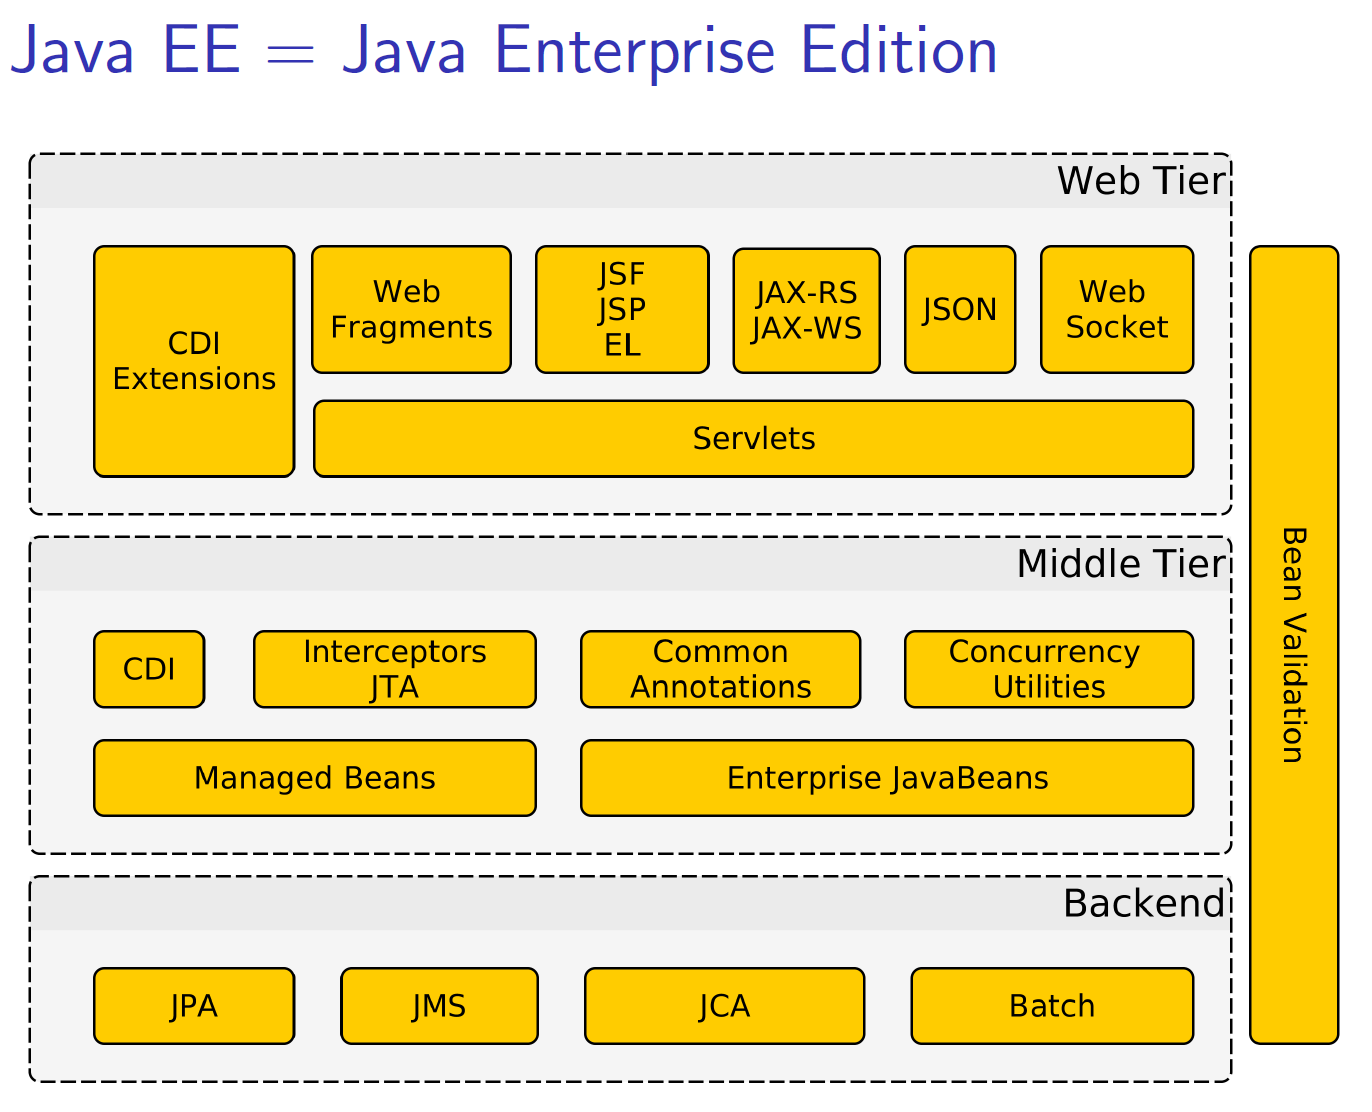 Java EE = Java Enterprise Edition
Web Tier
CDI
Extensions
Web
Fragments
JSF
JSP
EL
JAX-RS
JAX-WS
JSON
Web
Socket
Servlets
Middle Tier
CDI
Interceptors
JTA
Common
Annotations
Concurrency
Utilities
Managed Beans
Enterprise JavaBeans
Backend
JPA
JMS
JCA
Batch
Bean Validation